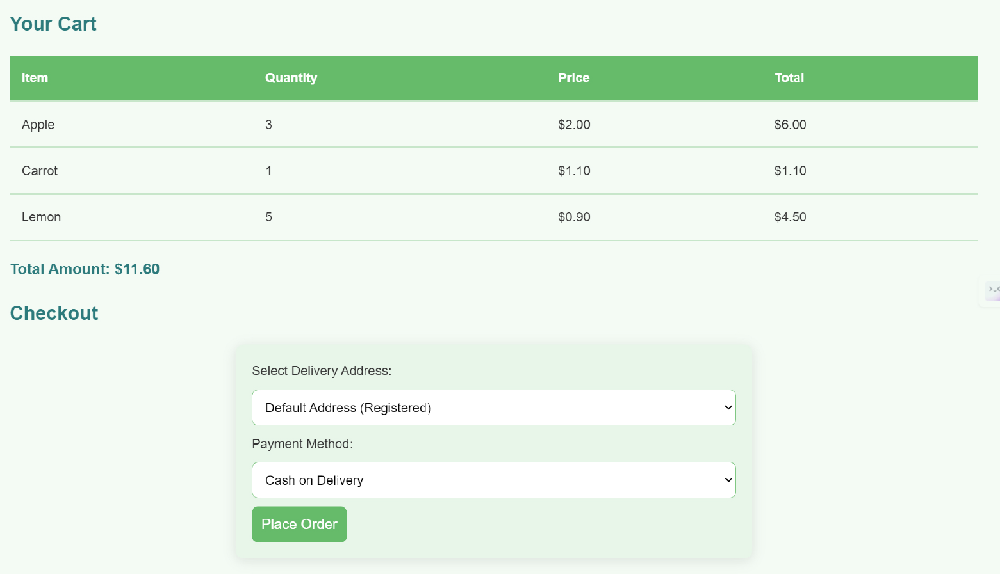 Your Cart
Item Quantity Price Total
Apple 3 $2.00 $6.00
Carrot 1 $1.10 $1.10
Lemon 5 $0.90 $4.50
Total Amount: $11.60
Checkout
Select Delivery Address:
Default Address (Registered)
Payment Method:
Cash on Delivery
Place Order